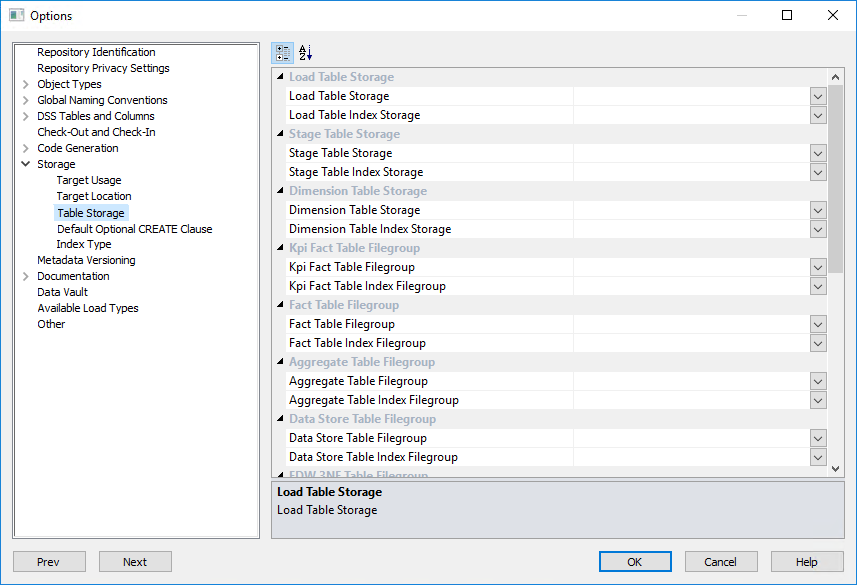 Options
Repository Identification
Repository Privacy Settings
Object Types
Global Naming Conventions
DSS Tables and Columns
Check-Out and Check-In
Code Generation
Storage
Target Usage
Target Location
Table Storage
Default Optional CREATE Clause
Index Type
Metadata Versioning
Documentation
Data Vault
Available Load Types
Other
Load Table Storage
Load Table Storage
Load Table Index Storage
Stage Table Storage
Stage Table Storage
Stage Table Index Storage
Dimension Table Storage
Dimension Table Storage
Dimension Table Index Storage
Kpi Fact Table Filegroup
Kpi Fact Table Filegroup
Kpi Fact Table Index Filegroup
Fact Table Filegroup
Fact Table Filegroup
Fact Table Index Filegroup
Aggregate Table Filegroup
Aggregate Table Filegroup
Aggregate Table Index Filegroup
Data Store Table Filegroup
Data Store Table Filegroup
Data Store Table Index Filegroup
EDW 3NF Table Filegroup
Load Table Storage
Load Table Storage
Prev
Next
OK
Cancel
Help